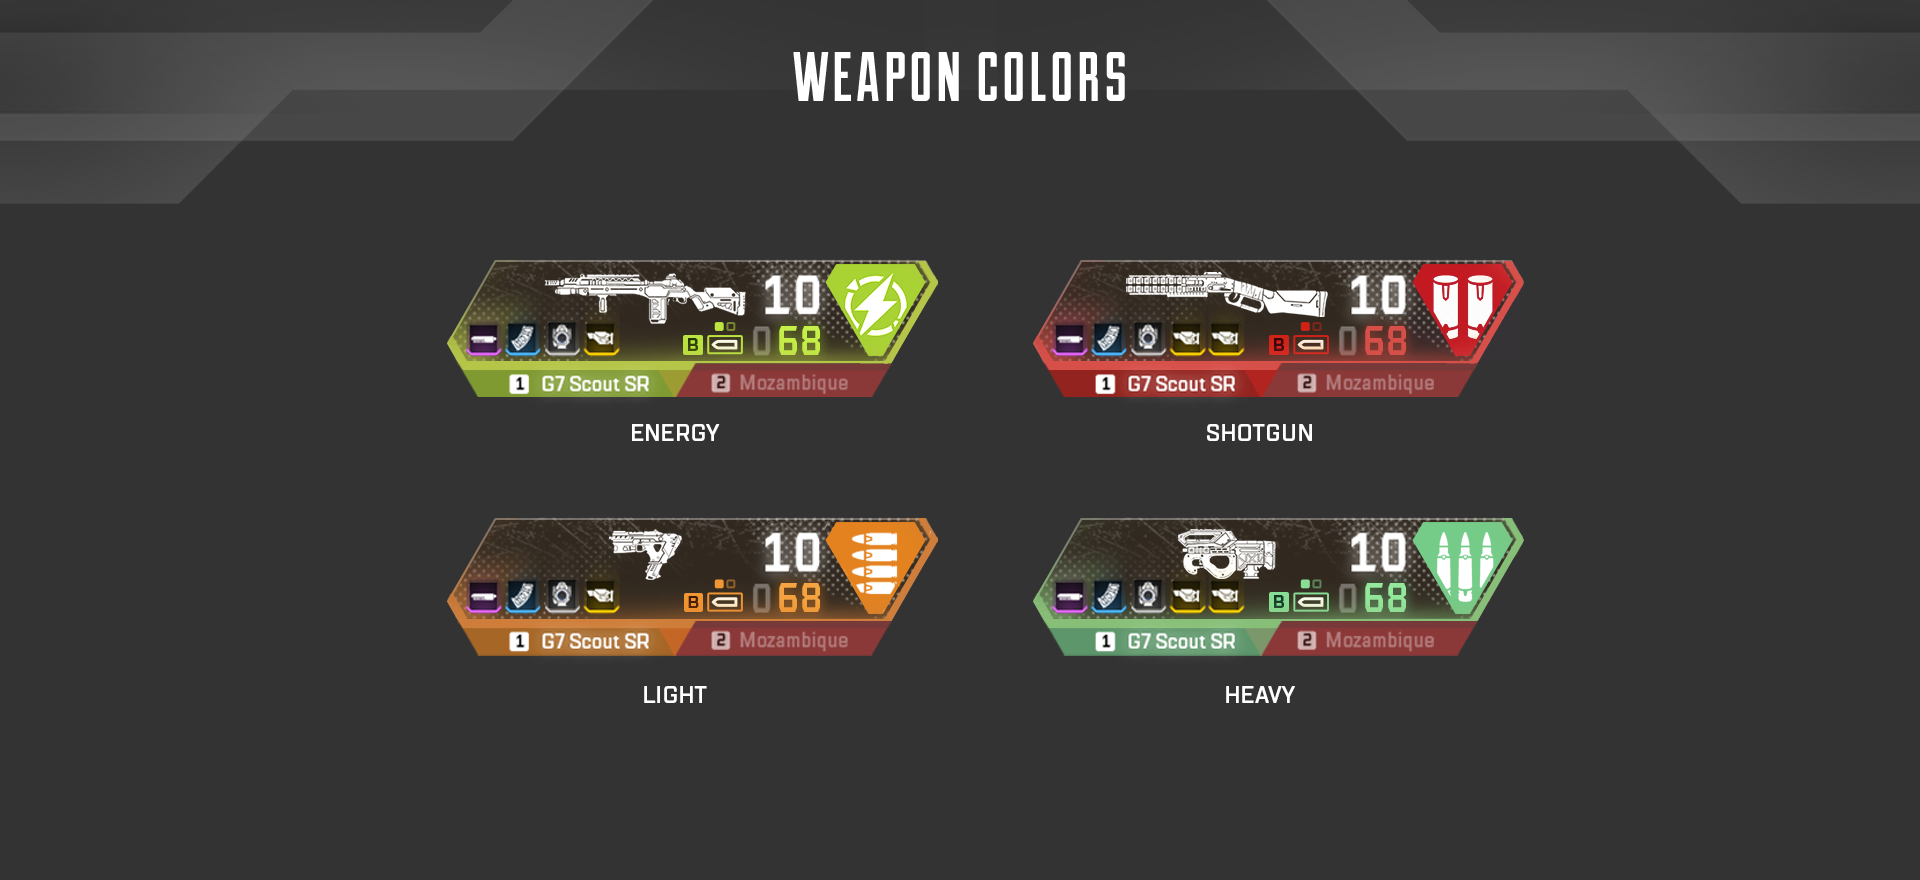 WEAPON COLORS
10
B 068
1 G7 Scout SR 2 Mozambique
ENERGY
10
B 068
1 G7 Scout SR 2 Mozambique
SHOTGUN
10
B 068
1 G7 Scout SR 2 Mozambique
LIGHT
10
B 068
1 G7 Scout SR 2 Mozambique
HEAVY